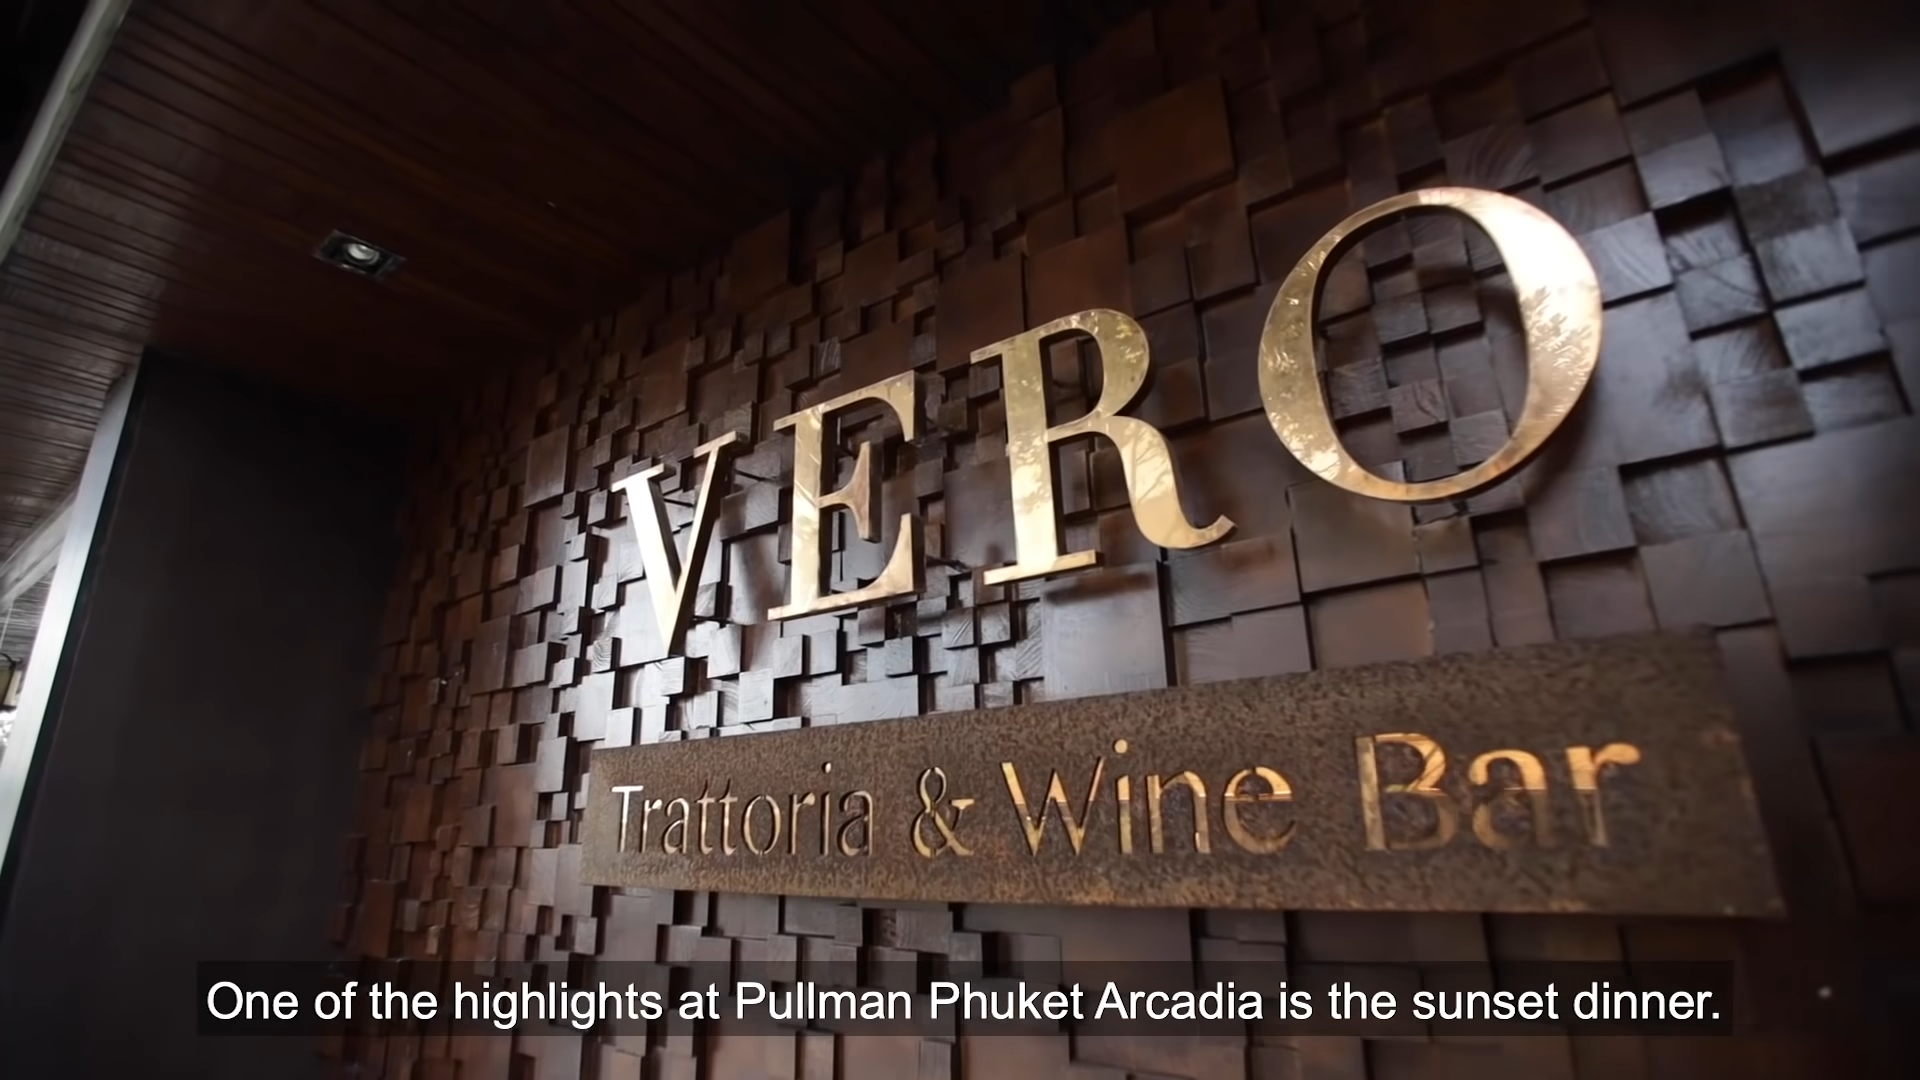 VERO
Trattoria & Wine Bar
One of the highlights at Pullman Phuket Arcadia is the sunset dinner.